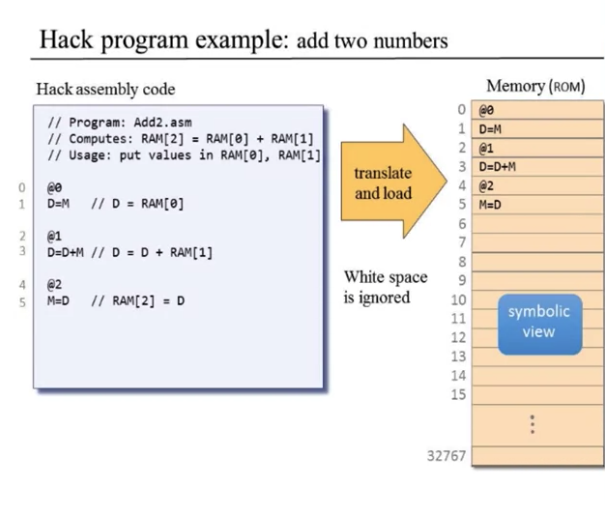 Hack program example: add two numbers
Hack assembly code
// Program: Add2.asm
// Computes: RAM[2] = RAM[0] + RAM[1]
// Usage: put values in RAM[0], RAM[1]
0 @0
1 D=M // D = RAM[0]
2 @1
3 D=D+M // D = D + RAM[1]
4 @2
5 M=D // RAM[2] = D
translate
and load
White space
is ignored
Memory (ROM)
0 @0
1 D=M
2 @1
3 D=D+M
4 @2
5 M=D
6
7
8
9
10
11
12
13
14
15
32767
symbolic
view